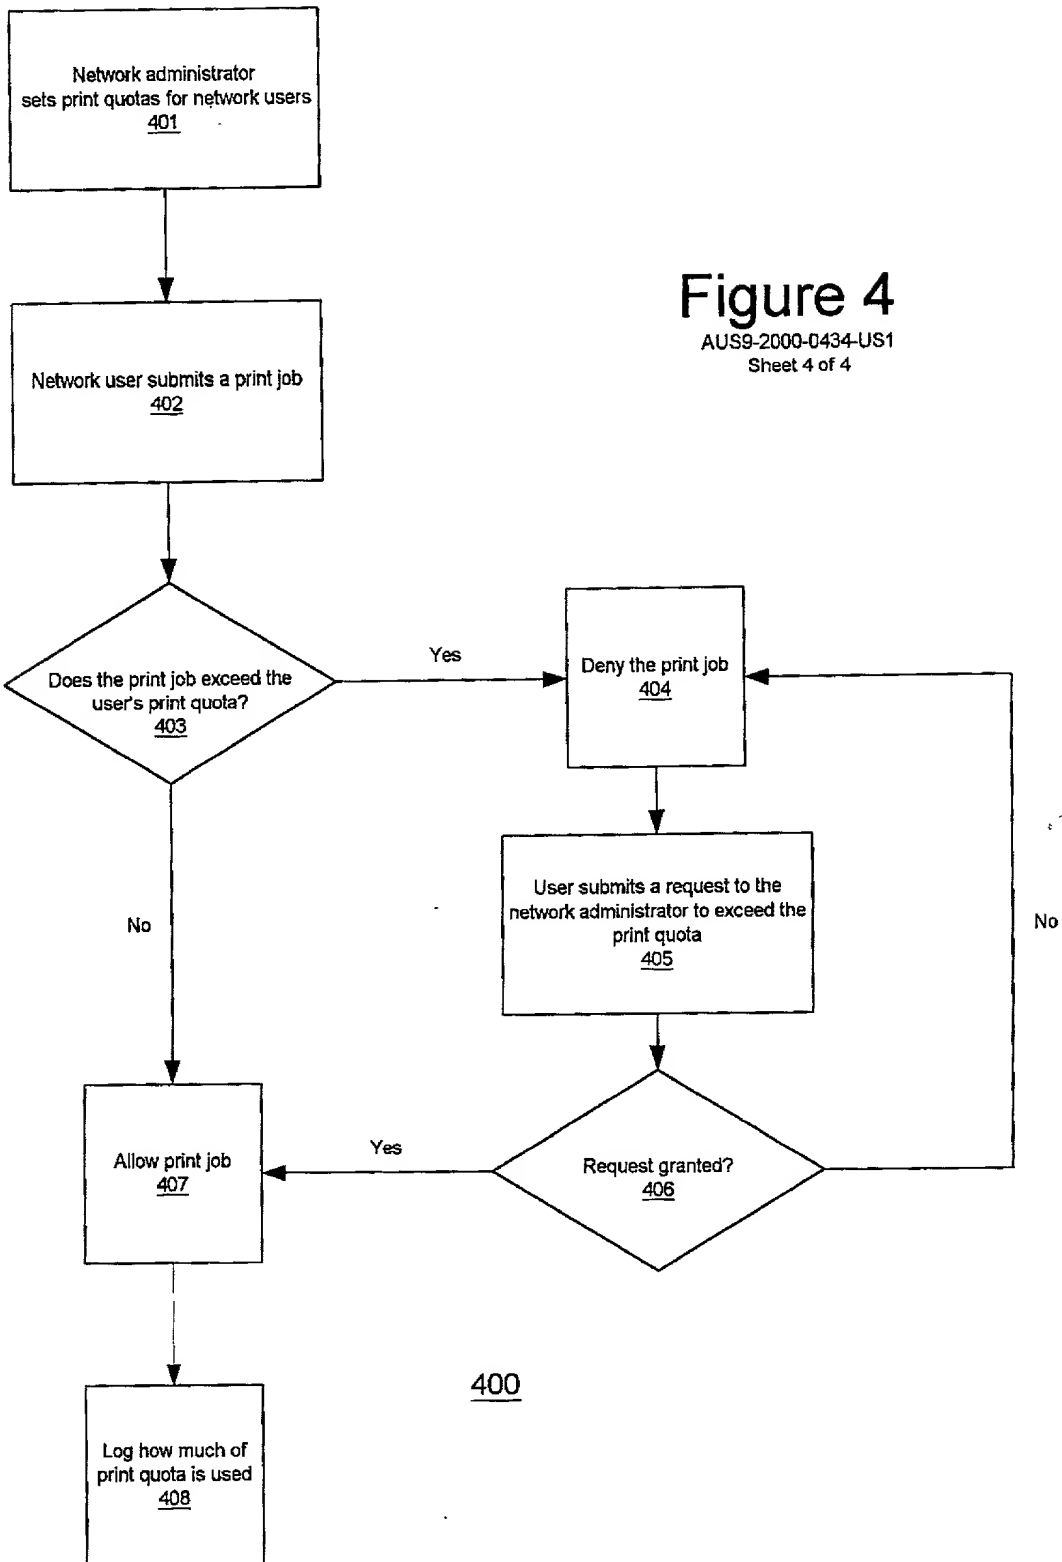 Network administrator
sets print quotas for network users
401
Figure 4
AUS9-2000-0434-US1
Sheet 4 of 4
Network user submits a print job
402
Does the print job exceed the
user's print quota?
403
Yes
Deny the print job
404
User submits a request to the
network administrator to exceed the
print quota
405
No
No
Request granted?
406
Yes
Allow print job
407
400
Log how much of
print quota is used
408